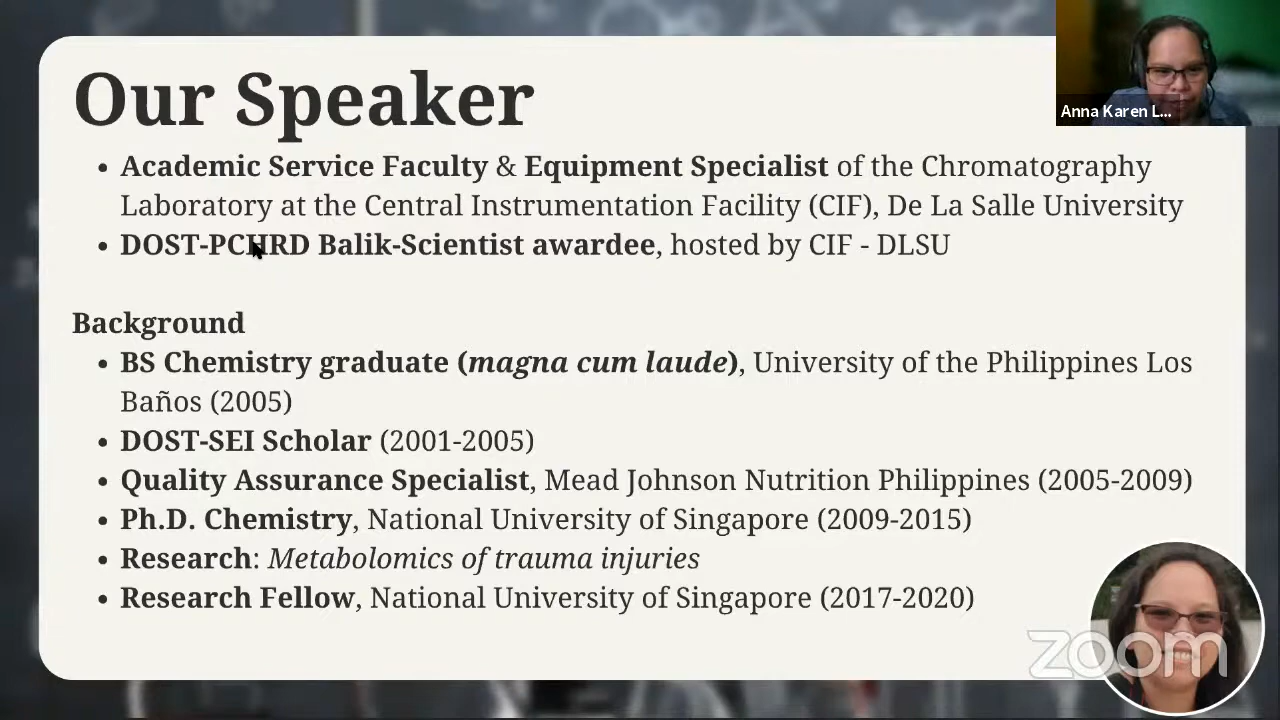 Our Speaker
Anna Karen L...
• Academic Service Faculty & Equipment Specialist of the Chromatography
Laboratory at the Central Instrumentation Facility (CIF), De La Salle University
• DOST-PCHRD Balik-Scientist awardee, hosted by CIF - DLSU
Background
• BS Chemistry graduate (magna cum laude), University of the Philippines Los
Baños (2005)
• DOST-SEI Scholar (2001-2005)
• Quality Assurance Specialist, Mead Johnson Nutrition Philippines (2005-2009)
• Ph.D. Chemistry, National University of Singapore (2009-2015)
• Research: Metabolomics of trauma injuries
• Research Fellow, National University of Singapore (2017-2020)
zoom